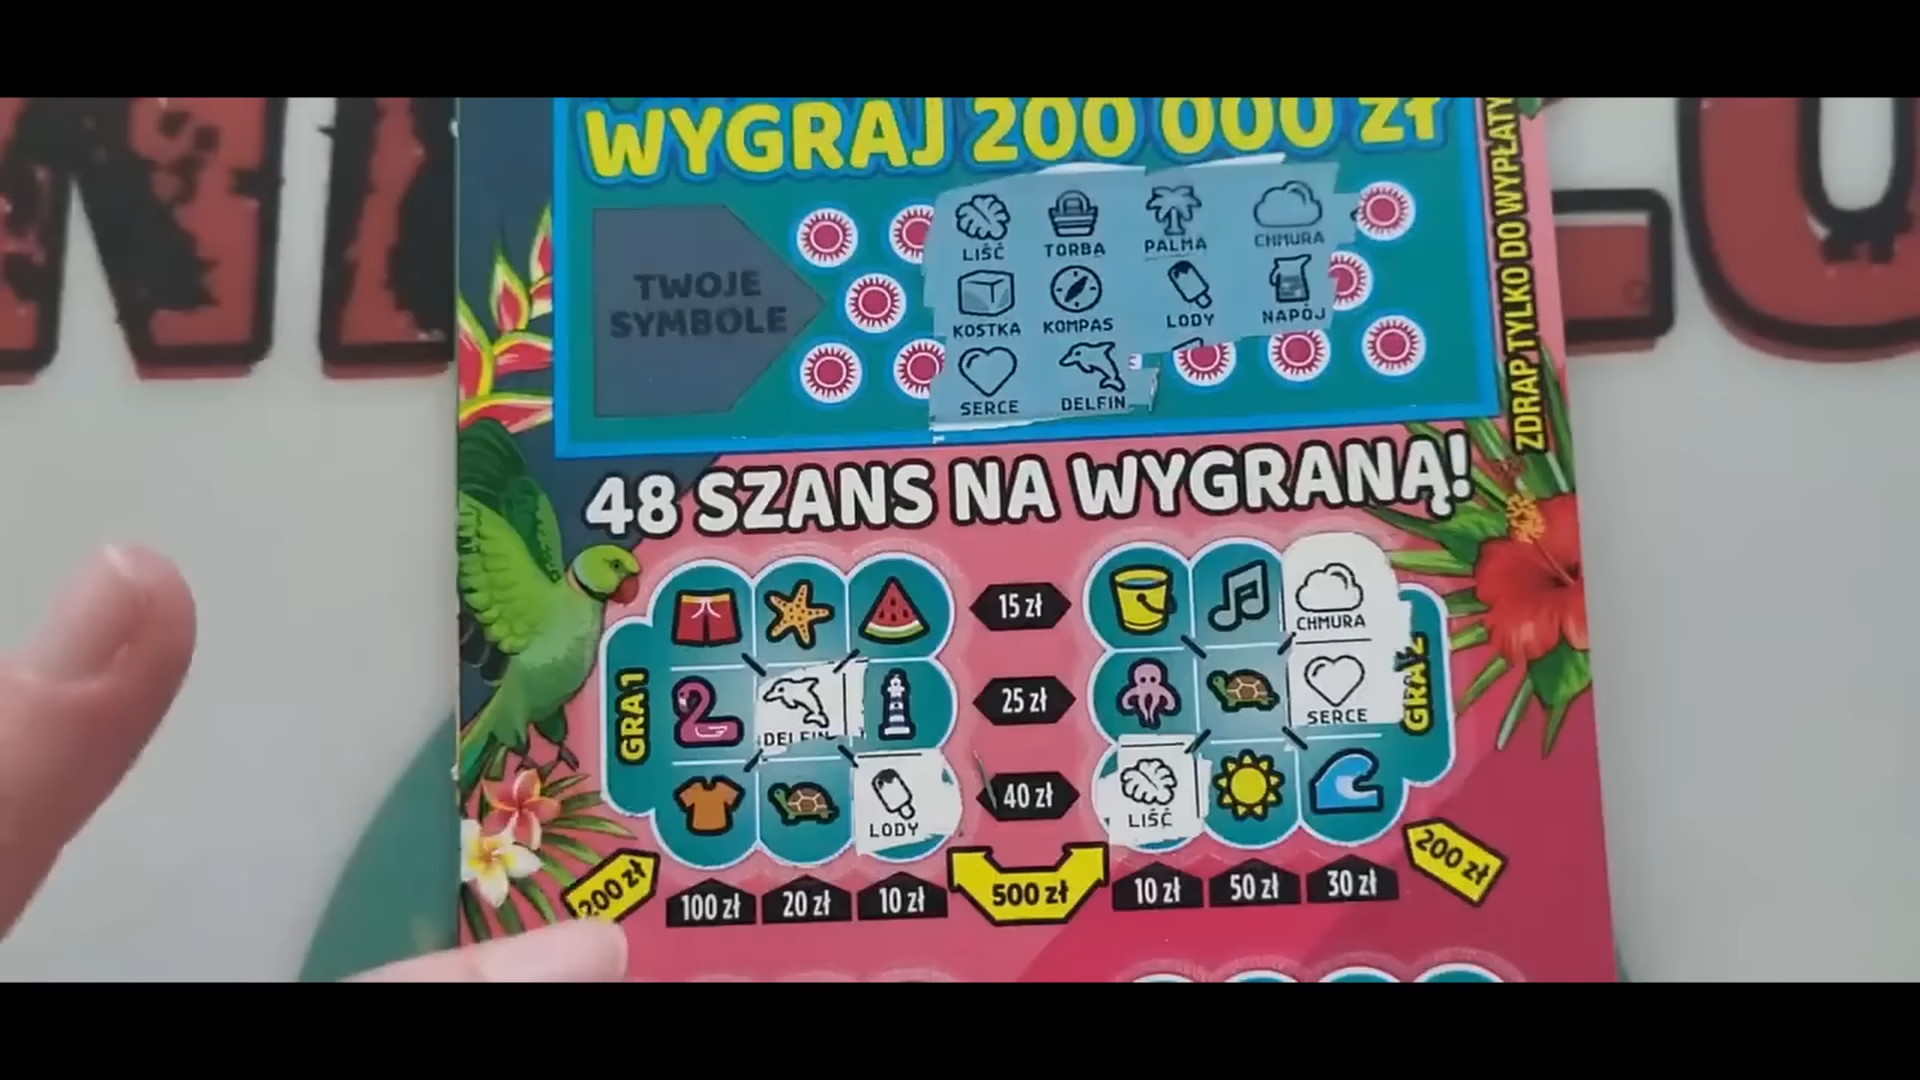 WYGRAJ 200 000 zł
ZDRAP TYLKO DO WYPŁATY
TWOJE
SYMBOLE
LIŚĆ TORBA PALMA CHMURA
KOSTKA KOMPAS LODY NAPÓJ
SERCE DELFIN
48 SZANS NA WYGRANĄ!
GRA 1
DELFIN
LODY
15 zł
25 zł
40 zł
CHMURA
SERCE
LIŚĆ
GRA 2
200 zł 100 zł 20 zł 10 zł 500 zł 10 zł 50 zł 30 zł 200 zł